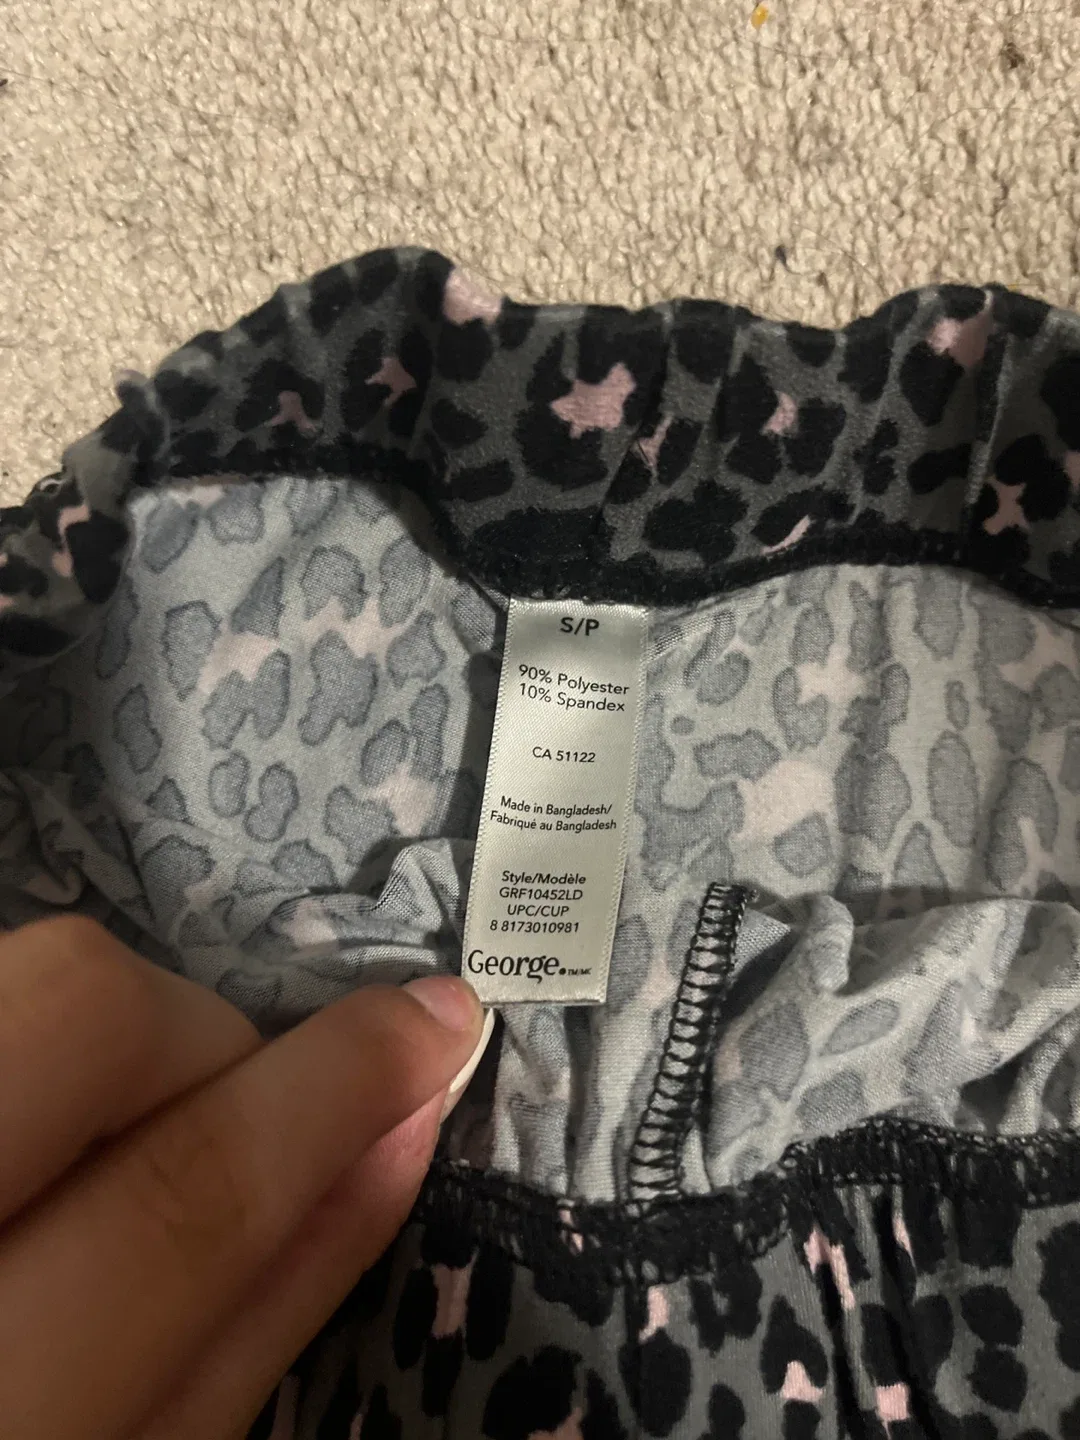 S/P
90% Polyester
10% Spandex
CA 51122
Made in Bangladesh/
Fabriqué au Bangladesh
Style/Modèle
GRF10452LD
UPC/CUP
8 8173010981
George. TM/MC